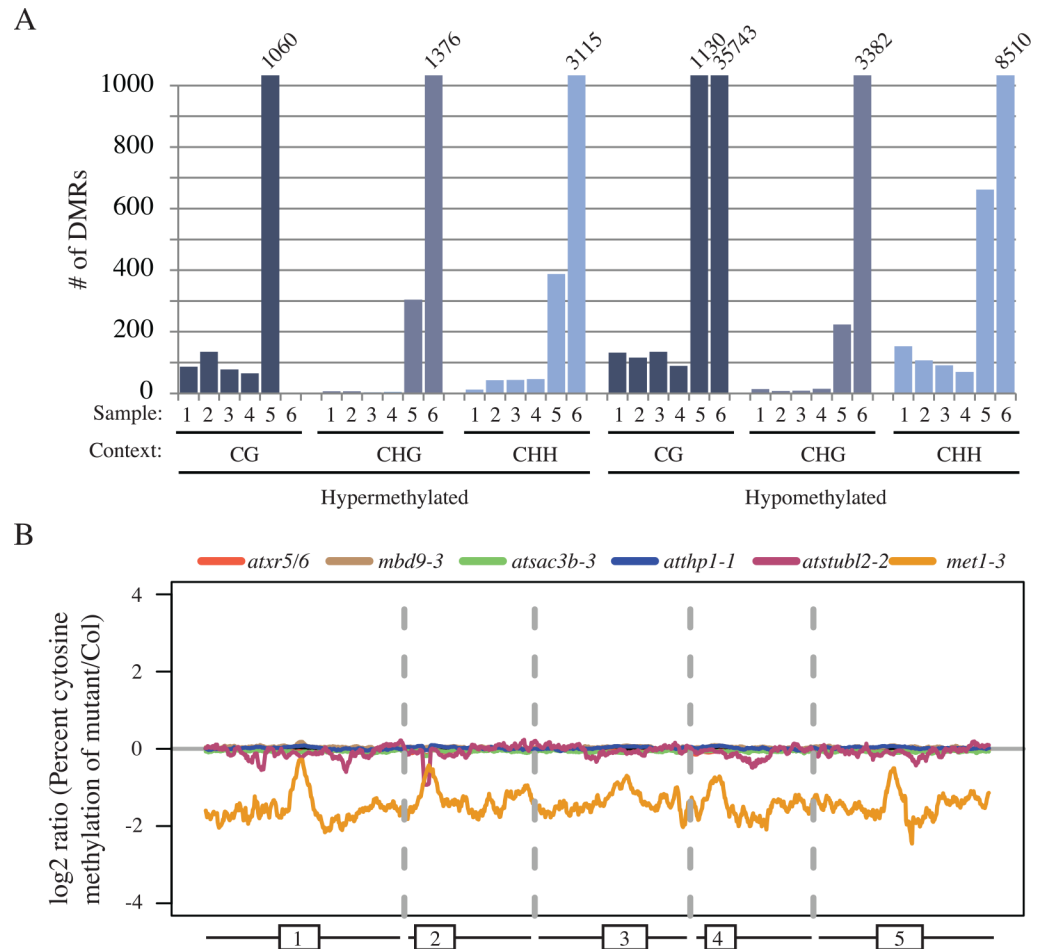 A
1060 1376 3115 1130 35743 3382 8510
1000
800
600
400
200
0
# of DMRs
Sample: 1 2 3 4 5 6 1 2 3 4 5 6 1 2 3 4 5 6 1 2 3 4 5 6 1 2 3 4 5 6 1 2 3 4 5 6
Context: CG CHG CHH CG CHG CHH
Hypermethylated Hypomethylated
B
atxr5/6 mbd9-3 atsac3b-3 atthp1-1 atstubl2-2 met1-3
log2 ratio (Percent cytosine
methylation of mutant/Col)
4
2
0
-2
-4
1 2 3 4 5